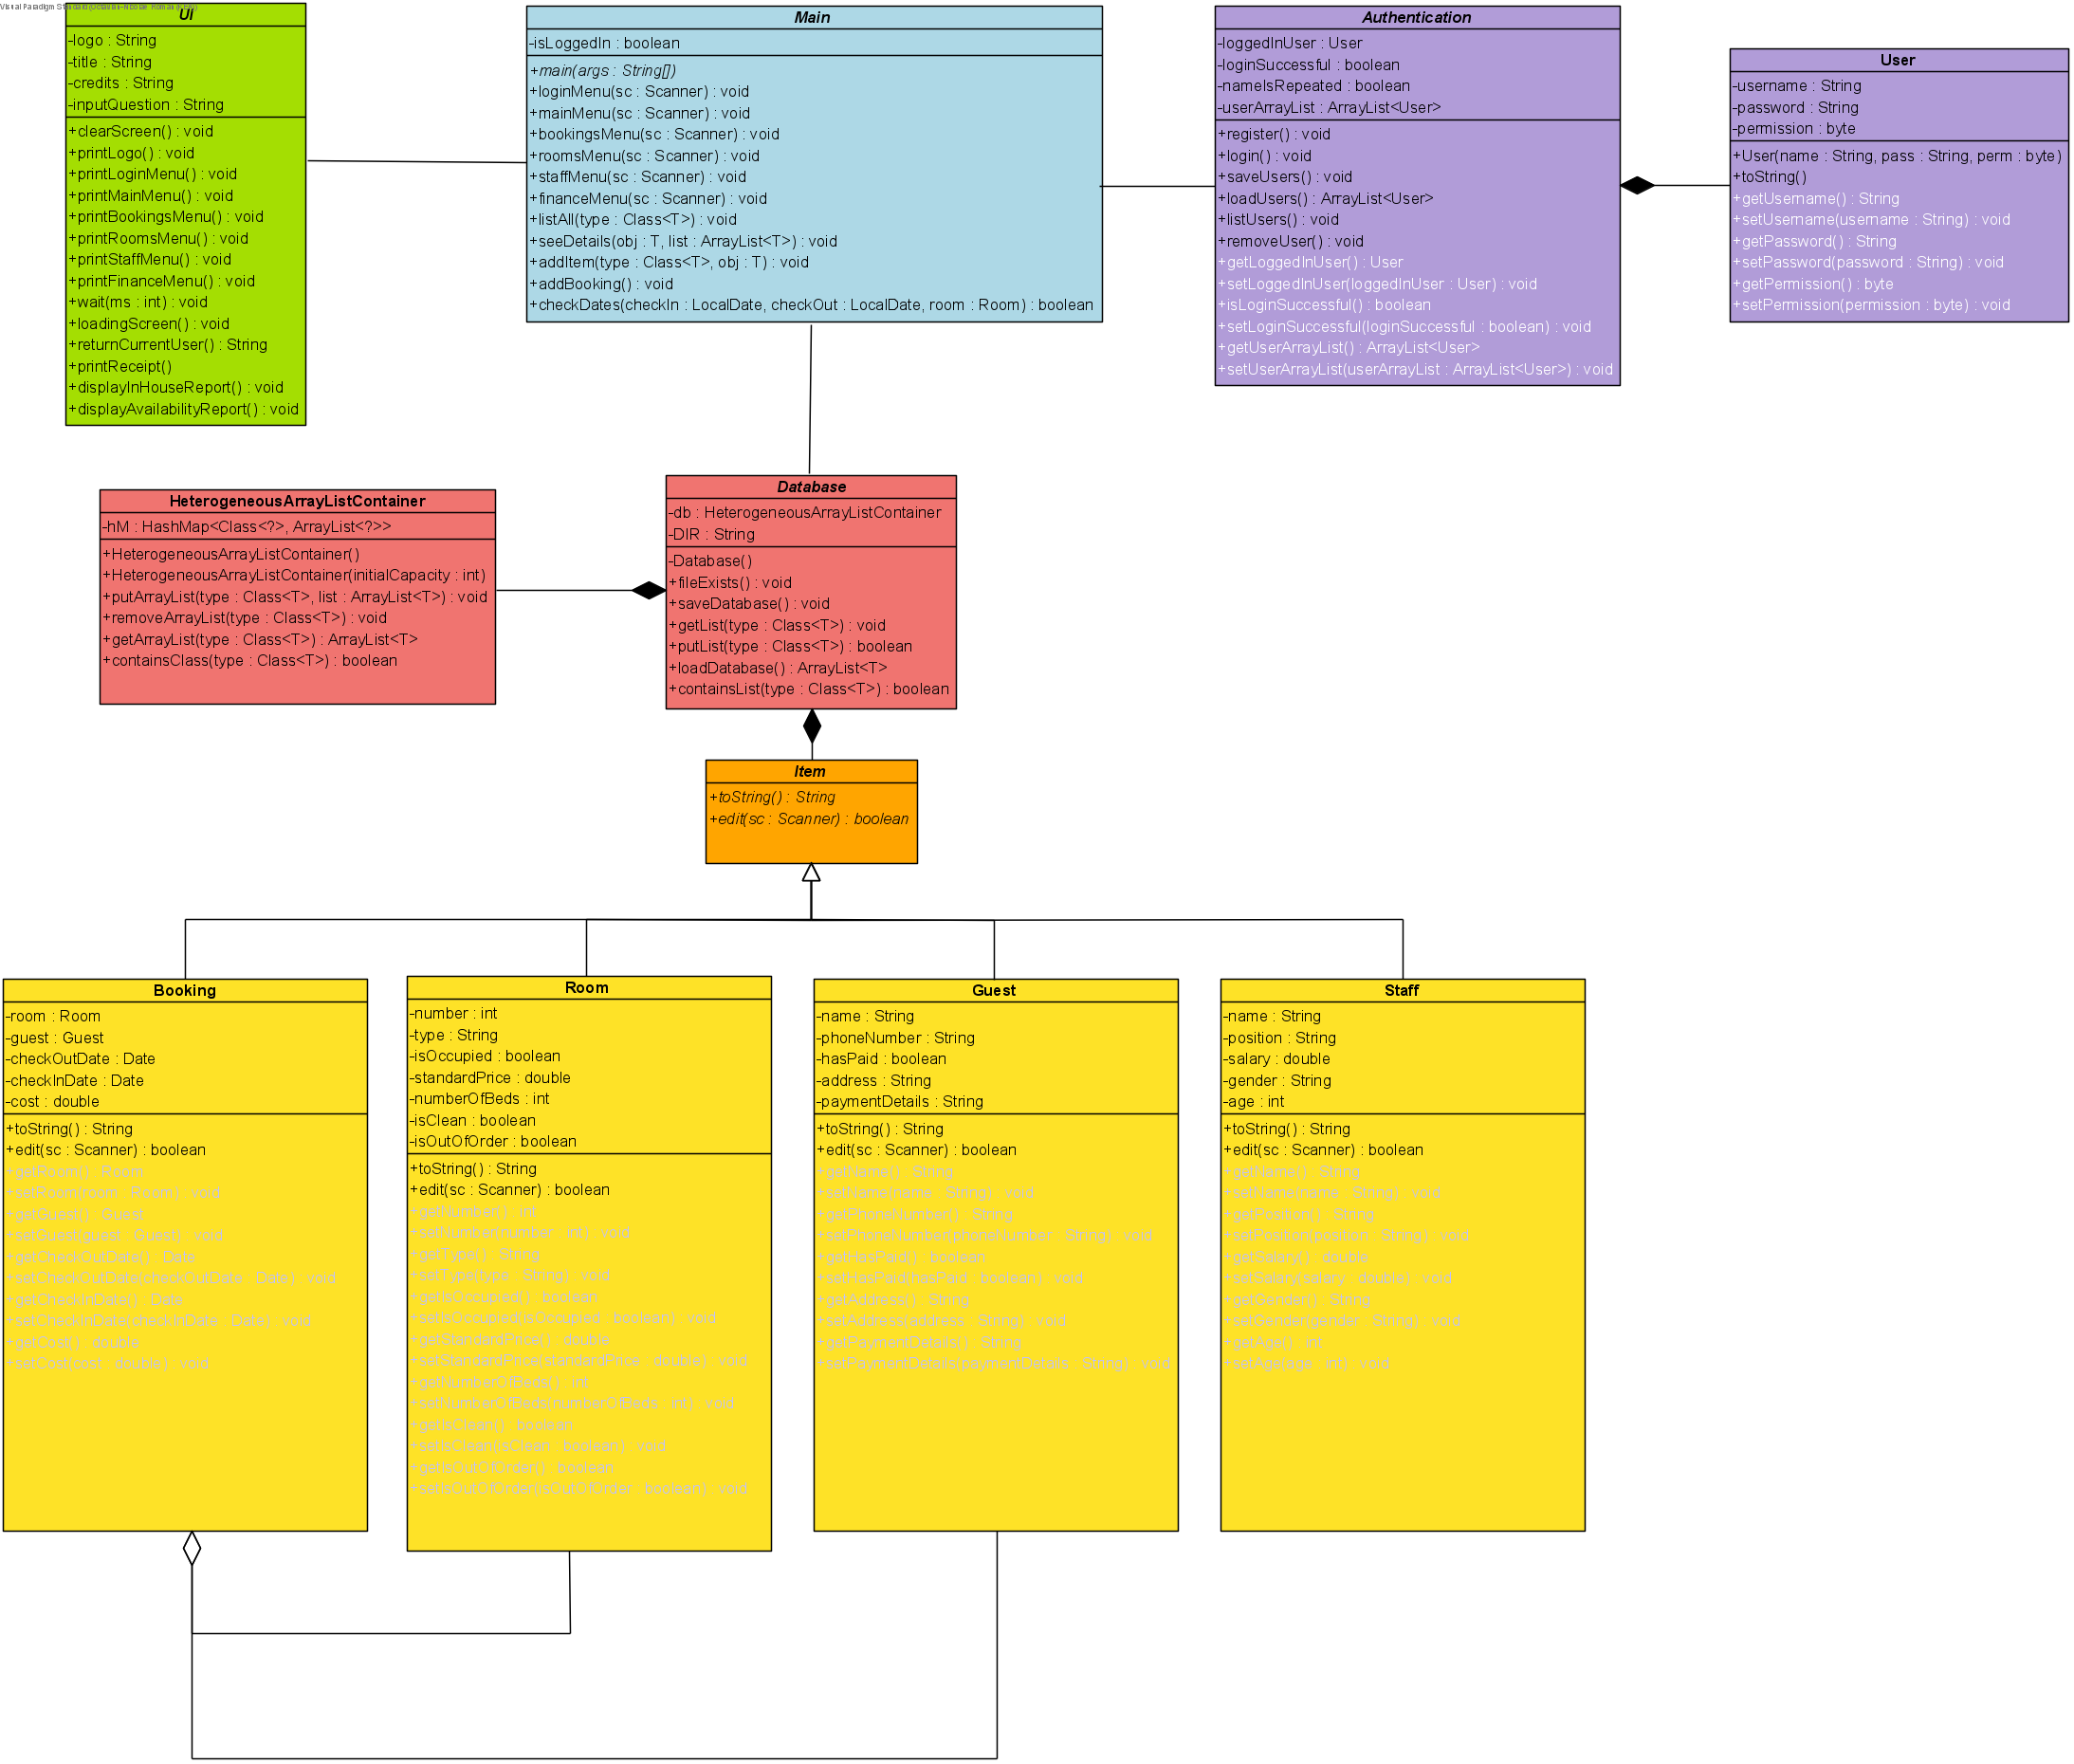 UI
-logo : String
-title : String
-credits : String
-inputQuestion : String
+clearScreen() : void
+printLogo() : void
+printLoginMenu() : void
+printMainMenu() : void
+printBookingsMenu() : void
+printRoomsMenu() : void
+printStaffMenu() : void
+printFinanceMenu() : void
+wait(ms : int) : void
+loadingScreen() : void
+returnCurrentUser() : String
+printReceipt()
+displayInHouseReport() : void
+displayAvailabilityReport() : void
Main
-isLoggedIn : boolean
+main(args : String[])
+loginMenu(sc : Scanner) : void
+mainMenu(sc : Scanner) : void
+bookingsMenu(sc : Scanner) : void
+roomsMenu(sc : Scanner) : void
+staffMenu(sc : Scanner) : void
+financeMenu(sc : Scanner) : void
+listAll(type : Class<T>) : void
+seeDetails(obj : T, list : ArrayList<T>) : void
+addItem(type : Class<T>, obj : T) : void
+addBooking() : void
+checkDates(checkIn : LocalDate, checkOut : LocalDate, room : Room) : boolean
Authentication
-loggedInUser : User
-loginSuccessful : boolean
-nameIsRepeated : boolean
-userArrayList : ArrayList<User>
+register() : void
+login() : void
+saveUsers() : void
+loadUsers() : ArrayList<User>
+listUsers() : void
+removeUser() : void
+getLoggedInUser() : User
+setLoggedInUser(loggedInUser : User) : void
+isLoginSuccessful() : boolean
+setLoginSuccessful(loginSuccessful : boolean) : void
+getUserArrayList() : ArrayList<User>
+setUserArrayList(userArrayList : ArrayList<User>) : void
User
-username : String
-password : String
-permission : byte
+User(name : String, pass : String, perm : byte)
+toString()
+getUsername() : String
+setUsername(username : String) : void
+getPassword() : String
+setPassword(password : String) : void
+getPermission() : byte
+setPermission(permission : byte) : void
HeterogeneousArrayListContainer
-hM : HashMap<Class<?>, ArrayList<?>>
+HeterogeneousArrayListContainer()
+HeterogeneousArrayListContainer(initialCapacity : int)
+putArrayList(type : Class<T>, list : ArrayList<T>) : void
+removeArrayList(type : Class<T>) : void
+getArrayList(type : Class<T>) : ArrayList<T>
+containsClass(type : Class<T>) : boolean
Database
-db : HeterogeneousArrayListContainer
-DIR : String
-Database()
+fileExists() : void
+saveDatabase() : void
+getList(type : Class<T>) : void
+putList(type : Class<T>) : boolean
+loadDatabase() : ArrayList<T>
+containsList(type : Class<T>) : boolean
Item
+toString() : String
+edit(sc : Scanner) : boolean
Booking
-room : Room
-guest : Guest
-checkOutDate : Date
-checkInDate : Date
-cost : double
+toString() : String
+edit(sc : Scanner) : boolean
+getRoom() : Room
+setRoom(room : Room) : void
+getGuest() : Guest
+setGuest(guest : Guest) : void
+getCheckOutDate() : Date
+setCheckOutDate(checkOutDate : Date) : void
+getCheckInDate() : Date
+setCheckInDate(checkInDate : Date) : void
+getCost() : double
+setCost(cost : double) : void
Room
-number : int
-type : String
-isOccupied : boolean
-standardPrice : double
-numberOfBeds : int
-isClean : boolean
-isOutOfOrder : boolean
+toString() : String
+edit(sc : Scanner) : boolean
+getNumber() : int
+setNumber(number : int) : void
+getType() : String
+setType(type : String) : void
+getIsOccupied() : boolean
+setIsOccupied(isOccupied : boolean) : void
+getStandardPrice() : double
+setStandardPrice(standardPrice : double) : void
+getNumberOfBeds() : int
+setNumberOfBeds(numberOfBeds : int) : void
+getIsClean() : boolean
+setIsClean(isClean : boolean) : void
+getIsOutOfOrder() : boolean
+setIsOutOfOrder(isOutOfOrder : boolean) : void
Guest
-name : String
-phoneNumber : String
-hasPaid : boolean
-address : String
-paymentDetails : String
+toString() : String
+edit(sc : Scanner) : boolean
+getName() : String
+setName(name : String) : void
+getPhoneNumber() : String
+setPhoneNumber(phoneNumber : String) : void
+getHasPaid() : boolean
+setHasPaid(hasPaid : boolean) : void
+getAddress() : String
+setAddress(address : String) : void
+getPaymentDetails() : String
+setPaymentDetails(paymentDetails : String) : void
Staff
-name : String
-position : String
-salary : double
-gender : String
-age : int
+toString() : String
+edit(sc : Scanner) : boolean
+getName() : String
+setName(name : String) : void
+getPosition() : String
+setPosition(position : String) : void
+getSalary() : double
+setSalary(salary : double) : void
+getGender() : String
+setGender(gender : String) : void
+getAge() : int
+setAge(age : int) : void